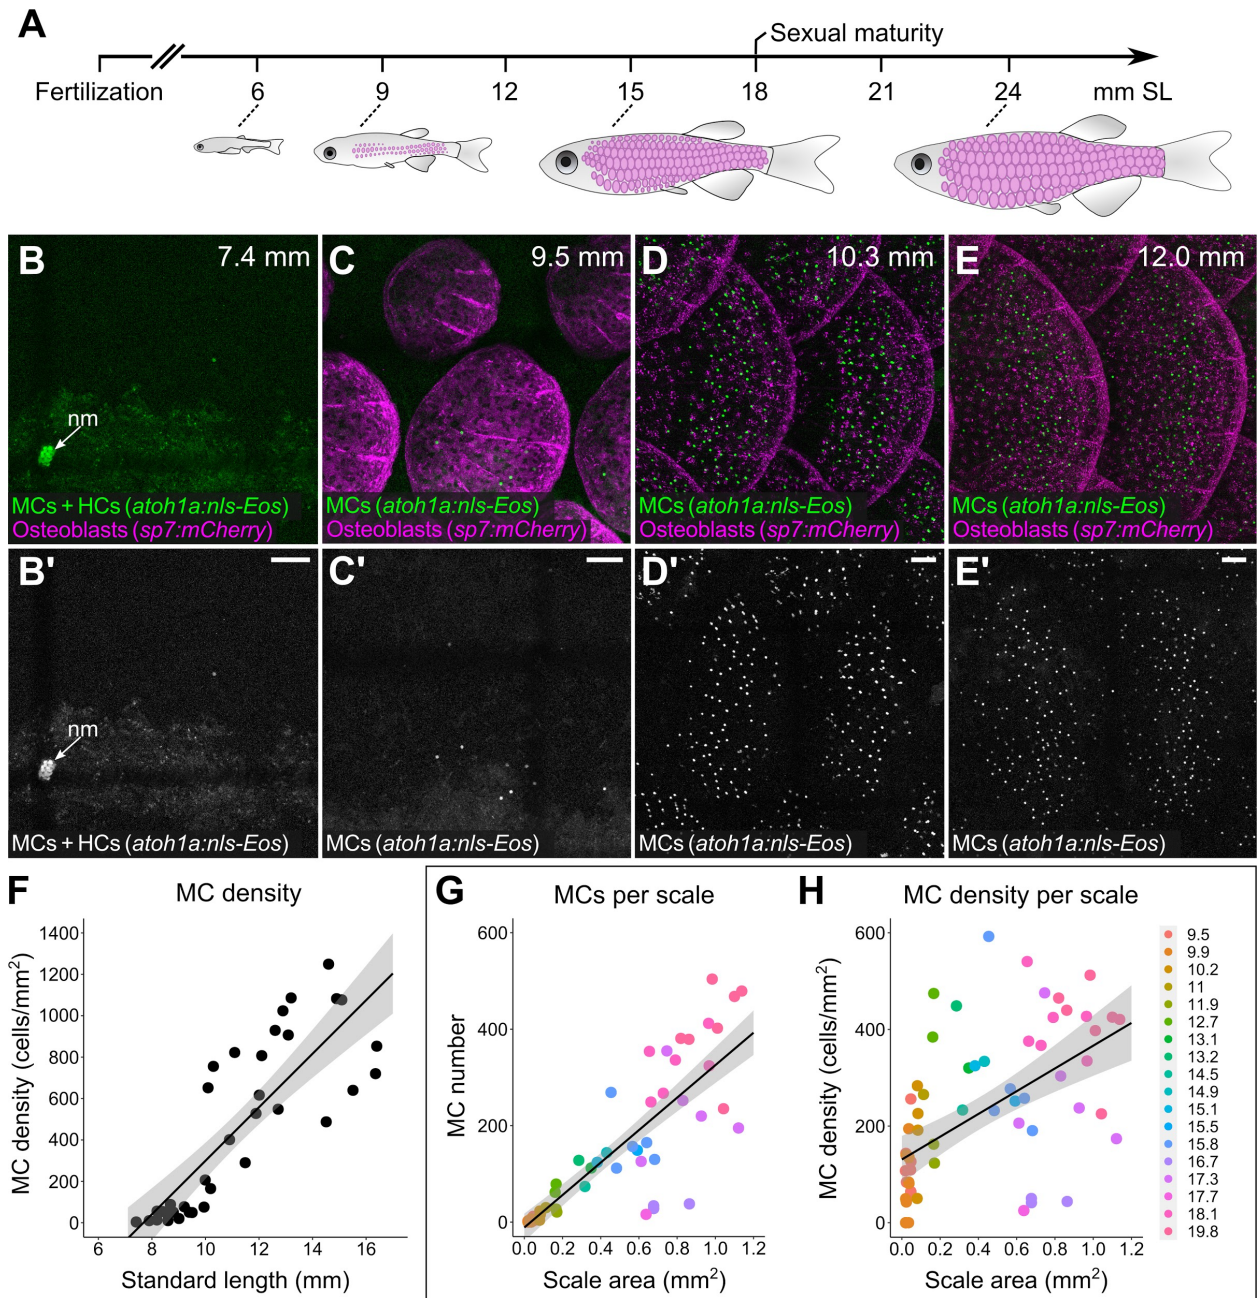 A
Sexual maturity
Fertilization 6 9 12 15 18 21 24 mm SL
B 7.4 mm
nm
MCs + HCs (atoh1a:nls-Eos)
Osteoblasts (sp7:mCherry)
C 9.5 mm
MCs (atoh1a:nls-Eos)
Osteoblasts (sp7:mCherry)
D 10.3 mm
MCs (atoh1a:nls-Eos)
Osteoblasts (sp7:mCherry)
E 12.0 mm
MCs (atoh1a:nls-Eos)
Osteoblasts (sp7:mCherry)
B'
nm
MCs + HCs (atoh1a:nls-Eos)
C'
MCs (atoh1a:nls-Eos)
D'
MCs (atoh1a:nls-Eos)
E'
MCs (atoh1a:nls-Eos)
F MC density
MC density (cells/mm²)
1400
1200
1000
800
600
400
200
0
6 8 10 12 14 16
Standard length (mm)
G MCs per scale
MC number
600
400
200
0
0.0 0.2 0.4 0.6 0.8 1.0 1.2
Scale area (mm²)
H MC density per scale
MC density (cells/mm²)
600
400
200
0
0.0 0.2 0.4 0.6 0.8 1.0 1.2
Scale area (mm²)
9.5
9.9
10.2
11
11.9
12.7
13.1
13.2
14.5
14.9
15.1
15.5
15.8
16.7
17.3
17.7
18.1
19.8